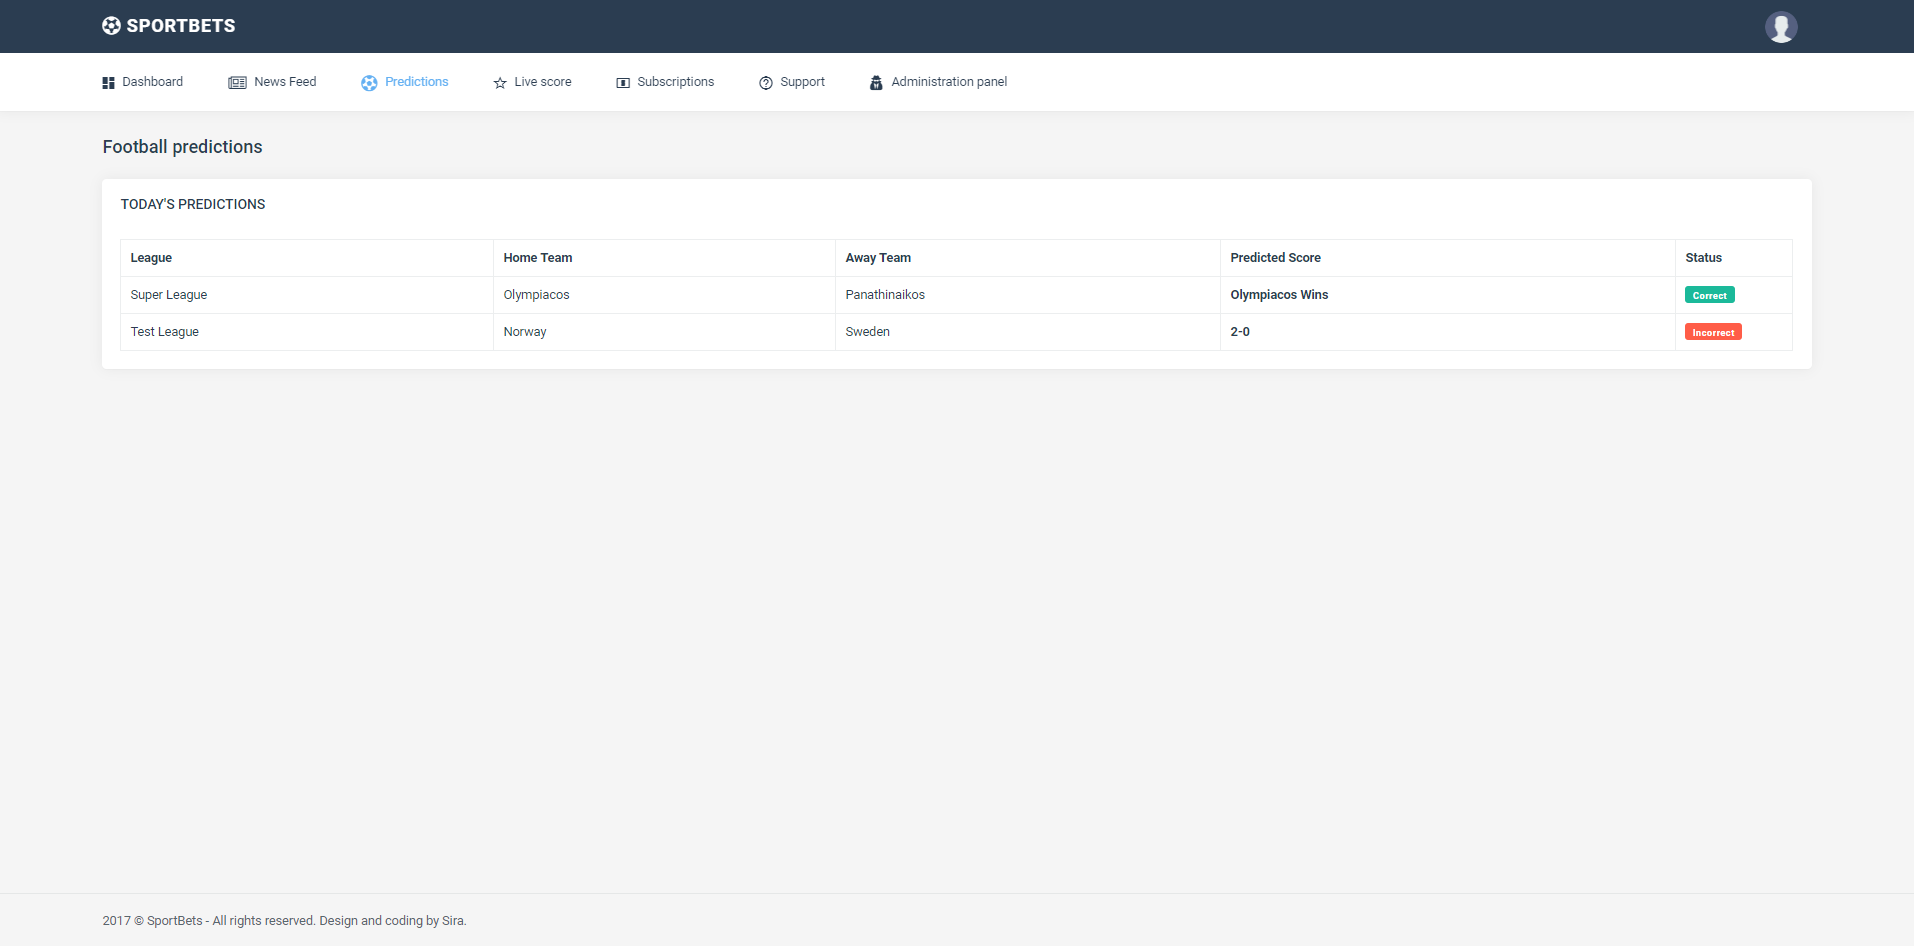 SPORTBETS
Dashboard News Feed Predictions Live score Subscriptions Support Administration panel
Football predictions
TODAY'S PREDICTIONS
League Home Team Away Team Predicted Score Status
Super League Olympiacos Panathinaikos Olympiacos Wins Correct
Test League Norway Sweden 2-0 Incorrect
2017 © SportBets - All rights reserved. Design and coding by Sira.